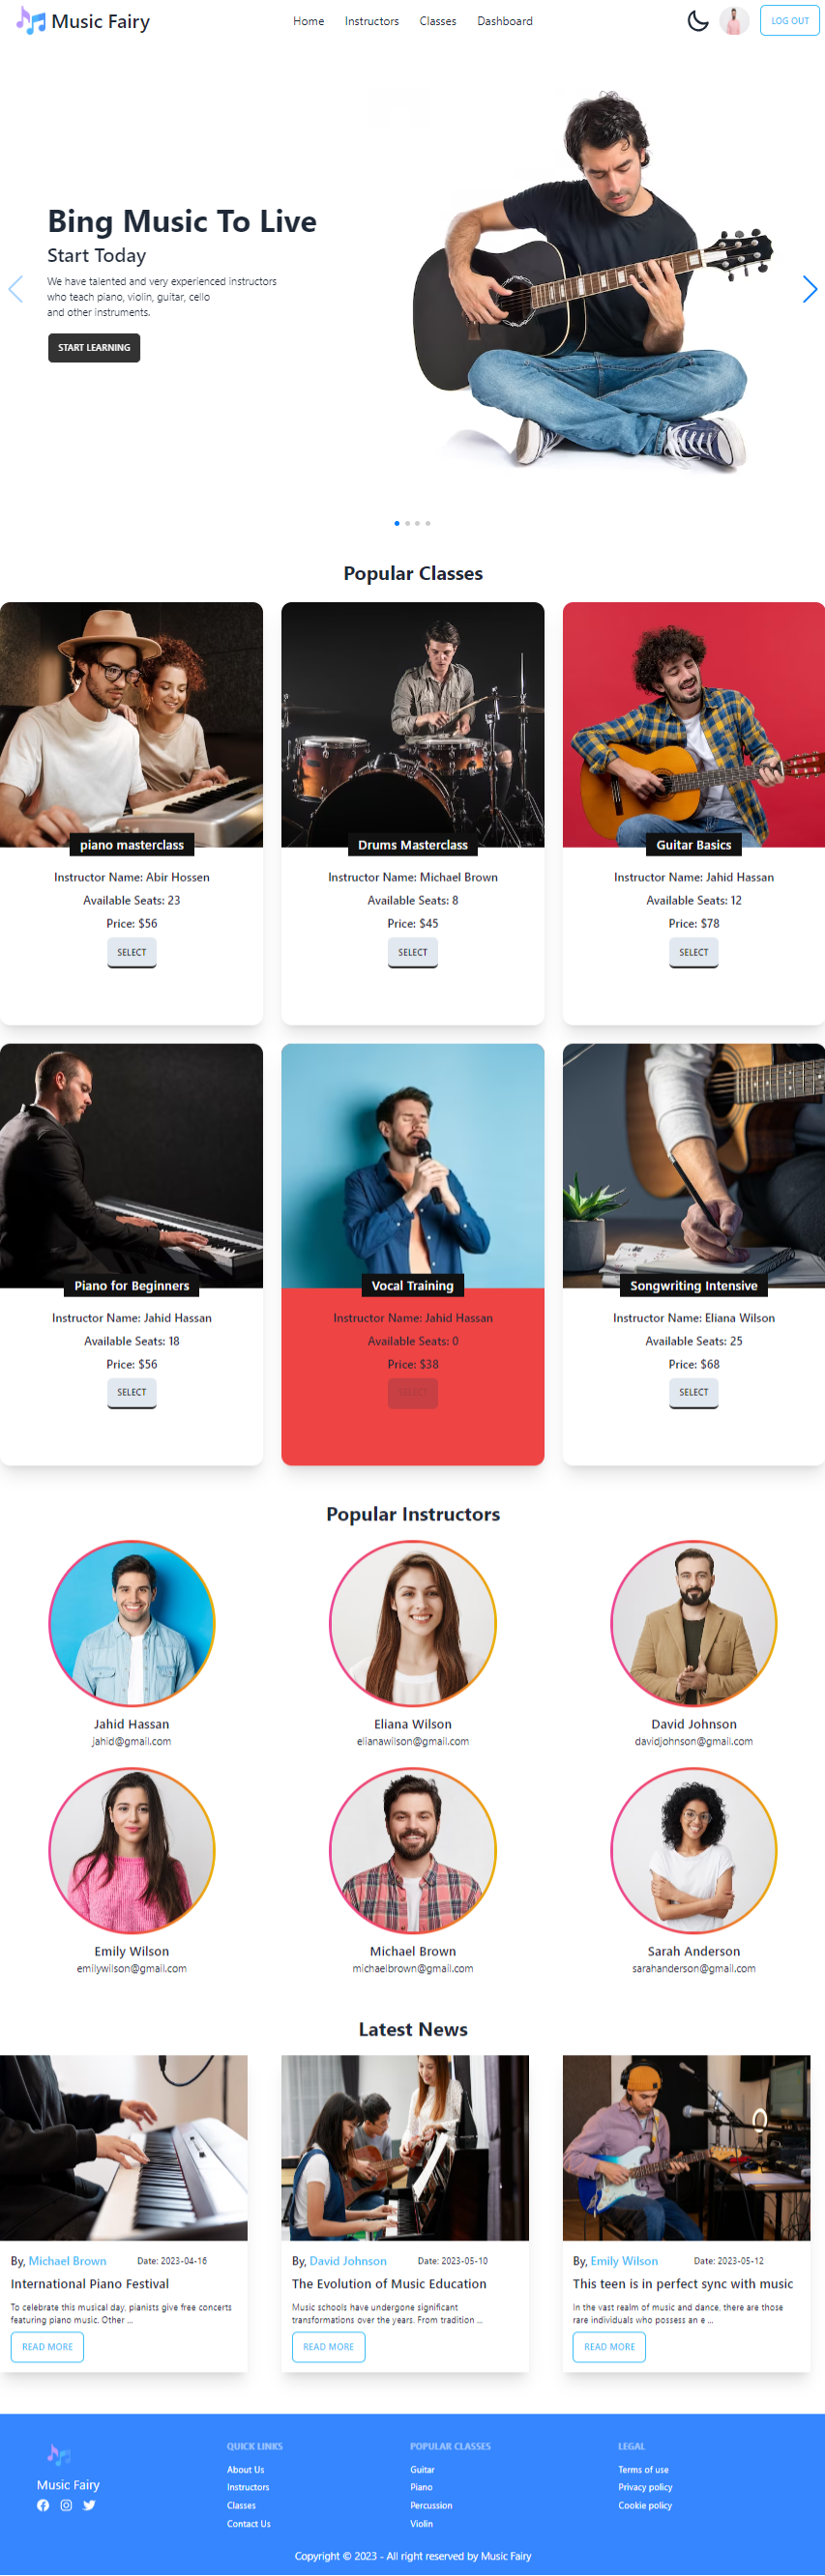 Music Fairy
Home
Instructors
Classes
Dashboard
LOG OUT
Bing Music To Live
Start Today
We have talented and very experienced instructors
who teach piano, violin, guitar, cello
and other instruments.
START LEARNING
Popular Classes
piano masterclass
Instructor Name: Abir Hossen
Available Seats: 23
Price: $56
SELECT
Drums Masterclass
Instructor Name: Michael Brown
Available Seats: 8
Price: $45
SELECT
Guitar Basics
Instructor Name: Jahid Hassan
Available Seats: 12
Price: $78
SELECT
Piano for Beginners
Instructor Name: Jahid Hassan
Available Seats: 18
Price: $56
SELECT
Vocal Training
Instructor Name: Jahid Hassan
Available Seats: 0
Price: $38
SELECT
Songwriting Intensive
Instructor Name: Eliana Wilson
Available Seats: 25
Price: $68
SELECT
Popular Instructors
Jahid Hassan
jahid@gmail.com
Eliana Wilson
elianawilson@gmail.com
David Johnson
davidjohnson@gmail.com
Emily Wilson
emilywilson@gmail.com
Michael Brown
michaelbrown@gmail.com
Sarah Anderson
sarahanderson@gmail.com
Latest News
By, Michael Brown
Date: 2023-04-16
International Piano Festival
To celebrate this musical day, pianists give free concerts
featuring piano music. Other ...
READ MORE
By, David Johnson
Date: 2023-05-10
The Evolution of Music Education
Music schools have undergone significant
transformations over the years. From tradition ...
READ MORE
By, Emily Wilson
Date: 2023-05-12
This teen is in perfect sync with music
In the vast realm of music and dance, there are those
rare individuals who possess an e ...
READ MORE
Music Fairy
QUICK LINKS
About Us
Instructors
Classes
Contact Us
POPULAR CLASSES
Guitar
Piano
Percussion
Violin
LEGAL
Terms of use
Privacy policy
Cookie policy
Copyright © 2023 - All right reserved by Music Fairy